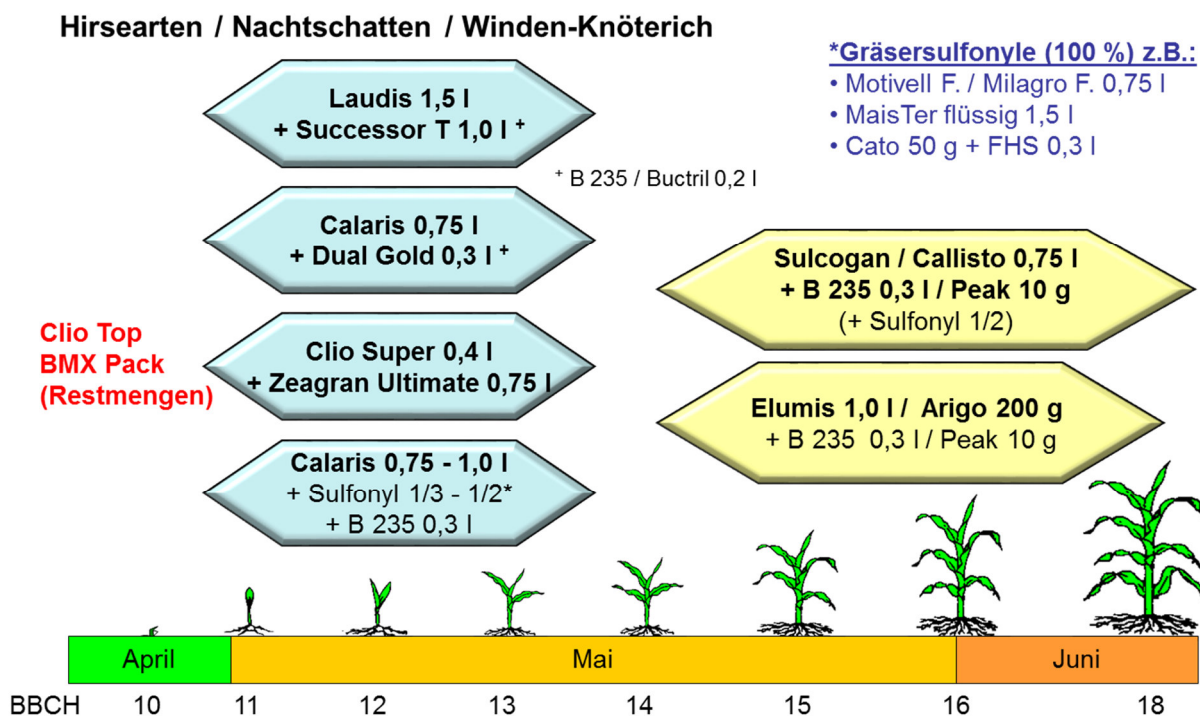 Hirsearten / Nachtschatten / Winden-Knöterich
*Gräsersulfonyle (100 %) z.B.:
• Motivell F. / Milagro F. 0,75 l
• MaisTer flüssig 1,5 l
• Cato 50 g + FHS 0,3 l
Laudis 1,5 l
+ Successor T 1,0 l +
+ B 235 / Buctril 0,2 l
Calaris 0,75 l
+ Dual Gold 0,3 l +
Sulcogan / Callisto 0,75 l
+ B 235 0,3 l / Peak 10 g
(+ Sulfonyl 1/2)
Clio Top
BMX Pack
(Restmengen)
Clio Super 0,4 l
+ Zeagran Ultimate 0,75 l
Elumis 1,0 l / Arigo 200 g
+ B 235 0,3 l / Peak 10 g
Calaris 0,75 - 1,0 l
+ Sulfonyl 1/3 - 1/2*
+ B 235 0,3 l
April Mai Juni
BBCH 10 11 12 13 14 15 16 18